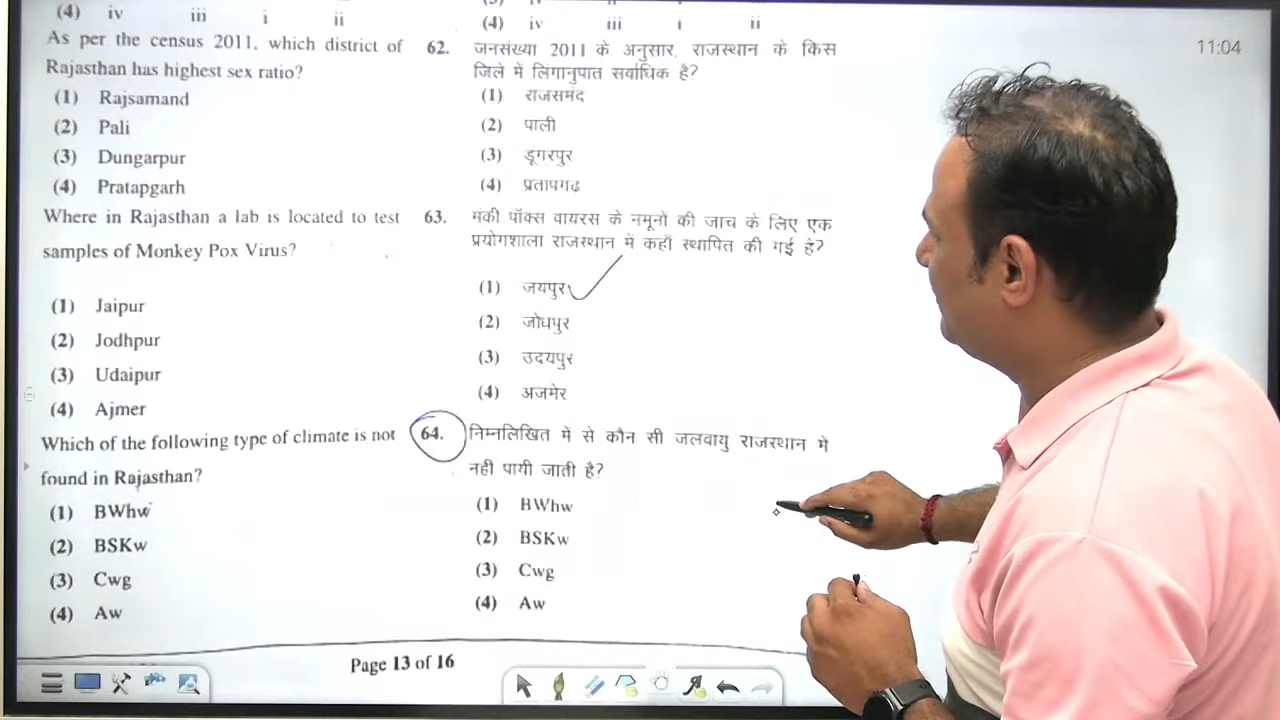 (4) iv iii i ii
As per the census 2011, which district of
Rajasthan has highest sex ratio?
(1) Rajsamand
(2) Pali
(3) Dungarpur
(4) Pratapgarh
Where in Rajasthan a lab is located to test
samples of Monkey Pox Virus?
(1) Jaipur
(2) Jodhpur
(3) Udaipur
(4) Ajmer
Which of the following type of climate is not
found in Rajasthan?
(1) BWhw
(2) BSKw
(3) Cwg
(4) Aw
(4) iv iii i ii
62. जनसंख्या 2011 के अनुसार, राजस्थान के किस
जिले में लिंगानुपात सर्वाधिक है?
(1) राजसमंद
(2) पाली
(3) डूंगरपुर
(4) प्रतापगढ
63. मंकी पॉक्स वायरस के नमूनों की जाच के लिए एक
प्रयोगशाला राजस्थान में कहाँ स्थापित की गई है?
(1) जयपुर
(2) जोधपुर
(3) उदयपुर
(4) अजमेर
64. निम्नलिखित में से कौन सी जलवायु राजस्थान में
नहीं पायी जाती है?
(1) BWhw
(2) BSKw
(3) Cwg
(4) Aw
Page 13 of 16
11:04